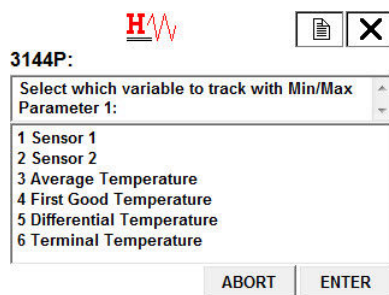 H
3144P:
Select which variable to track with Min/Max
Parameter 1:
1 Sensor 1
2 Sensor 2
3 Average Temperature
4 First Good Temperature
5 Differential Temperature
6 Terminal Temperature
ABORT ENTER